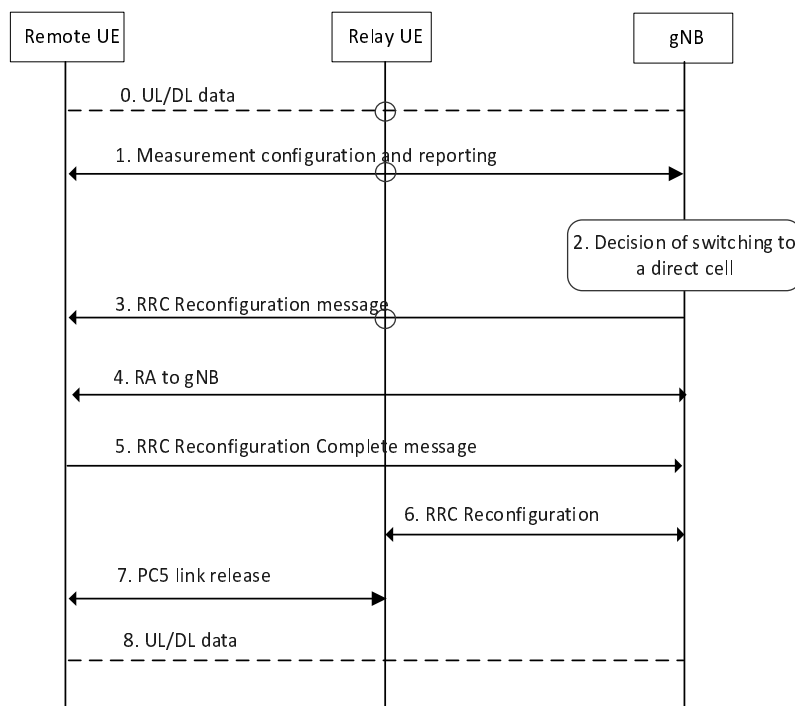 Remote UE
Relay UE
gNB
0. UL/DL data
1. Measurement configuration and reporting
2. Decision of switching to
a direct cell
3. RRC Reconfiguration message
4. RA to gNB
5. RRC Reconfiguration Complete message
6. RRC Reconfiguration
7. PC5 link release
8. UL/DL data